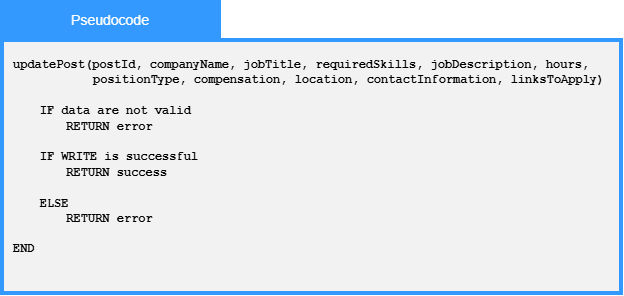 Pseudocode
updatePost(postId, companyName, jobTitle, requiredSkills, jobDescription, hours,
positionType, compensation, location, contactInformation, linksToApply)
IF data are not valid
RETURN error
IF WRITE is successful
RETURN success
ELSE
RETURN error
END